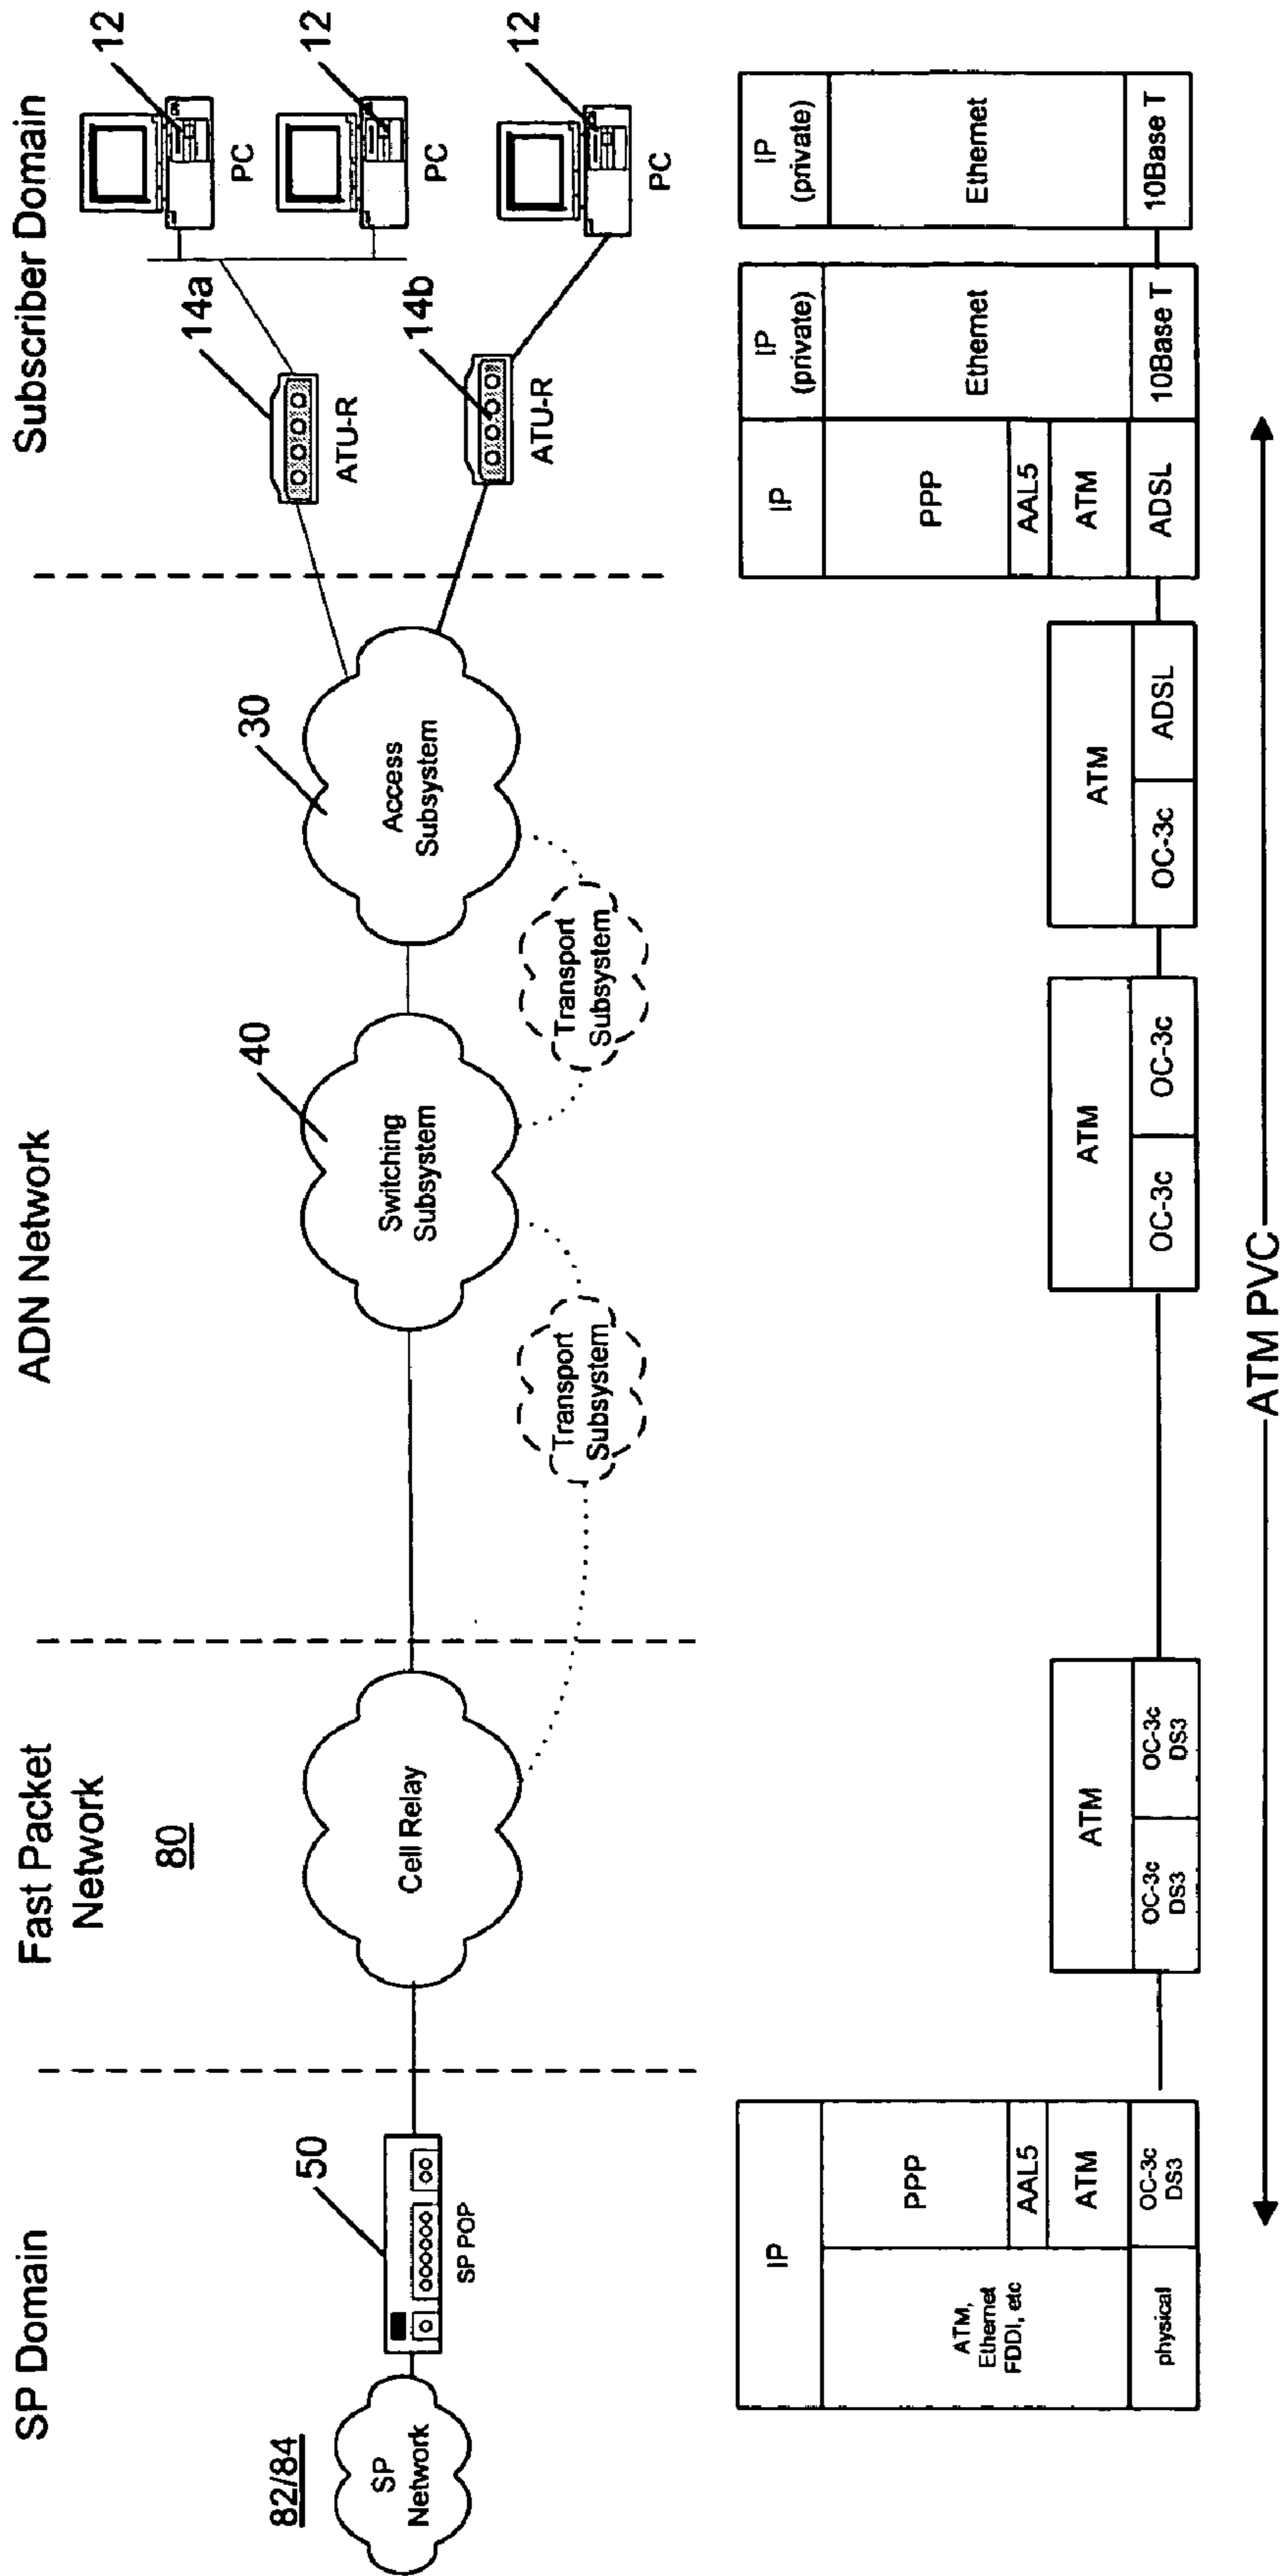 SP Domain
Fast Packet
Network
ADN Network
Subscriber Domain
82/84
SP
Network
50
SP POP
80
Cell Relay
40
Switching
Subsystem
Transport
Subsystem
30
Access
Subsystem
Transport
Subsystem
14a
ATU-R
14b
ATU-R
12
PC
12
PC
12
PC
IP
ATM,
Ethernet
FDDI, etc
PPP
AAL5
ATM
physical
OC-3c
DS3
ATM
OC-3c
DS3
OC-3c
DS3
ATM
OC-3c
OC-3c
ATM
OC-3c
ADSL
IP
PPP
AAL5
ATM
ADSL
IP
(private)
Ethernet
10Base T
IP
(private)
Ethernet
10Base T
ATM PVC